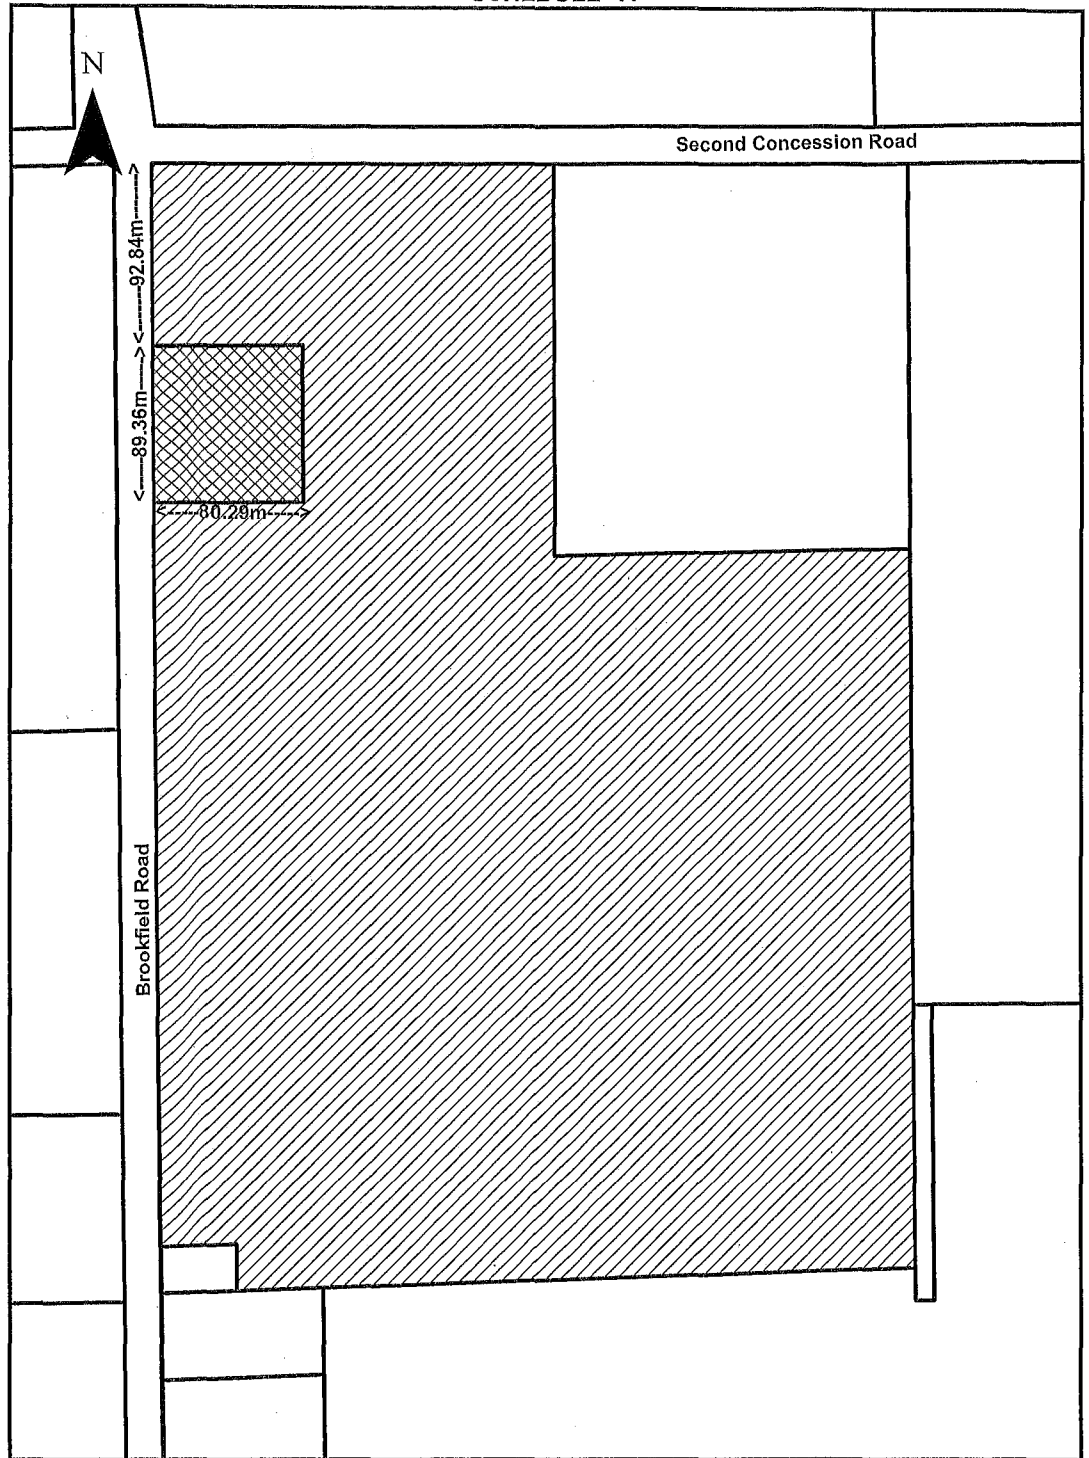 N
Second Concession Road
<-------92.84m------->
<-----89.36m----->
<-----80.29m----->
Brookfield Road